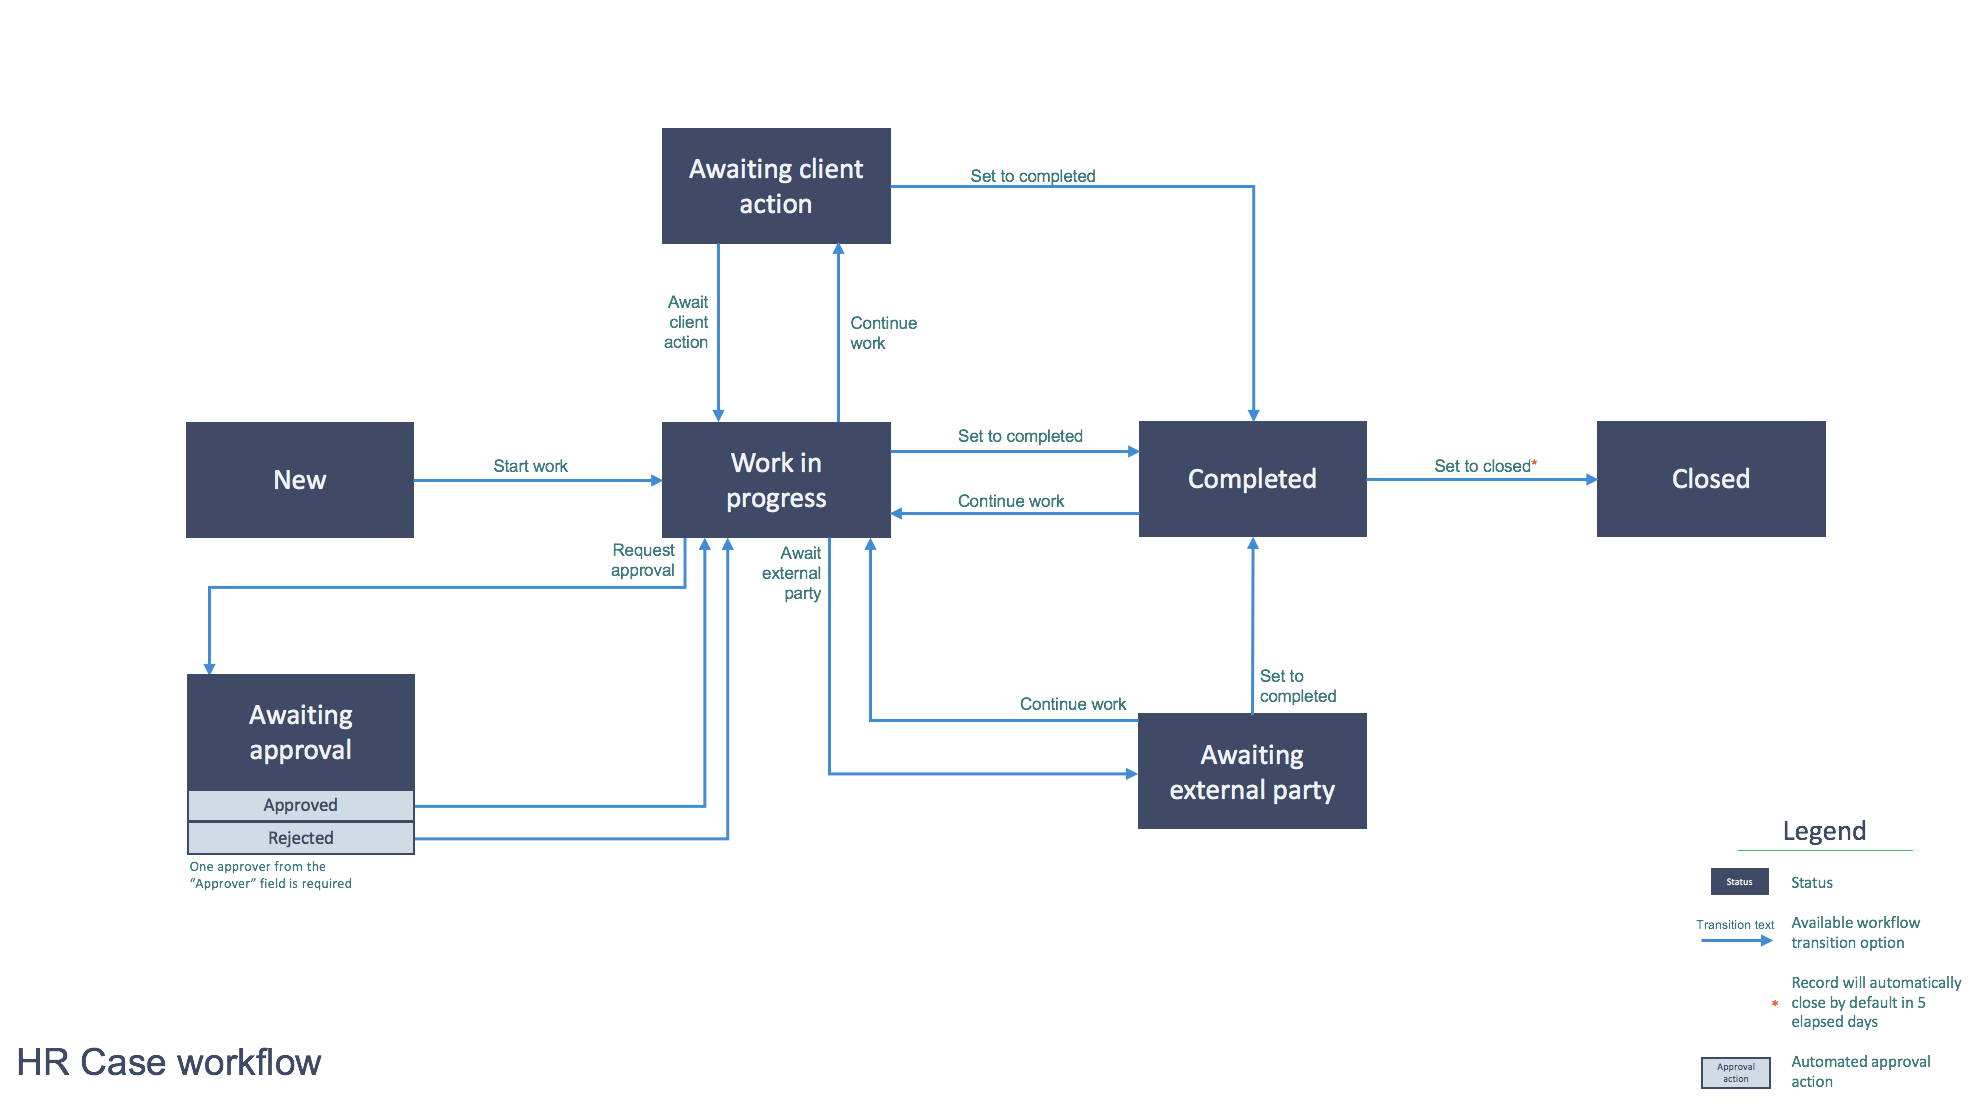 Awaiting client
action
Set to completed
Await
client
action
Continue
work
New
Start work
Work in
progress
Set to completed
Continue work
Completed
Set to closed*
Closed
Request
approval
Await
external
party
Awaiting
approval
Approved
Rejected
One approver from the
“Approver” field is required
Continue work
Set to
completed
Awaiting
external party
Legend
Status
Status
Transition text
Available workflow
transition option
*
Record will automatically
close by default in 5
elapsed days
Approval
action
Automated approval
action
HR Case workflow